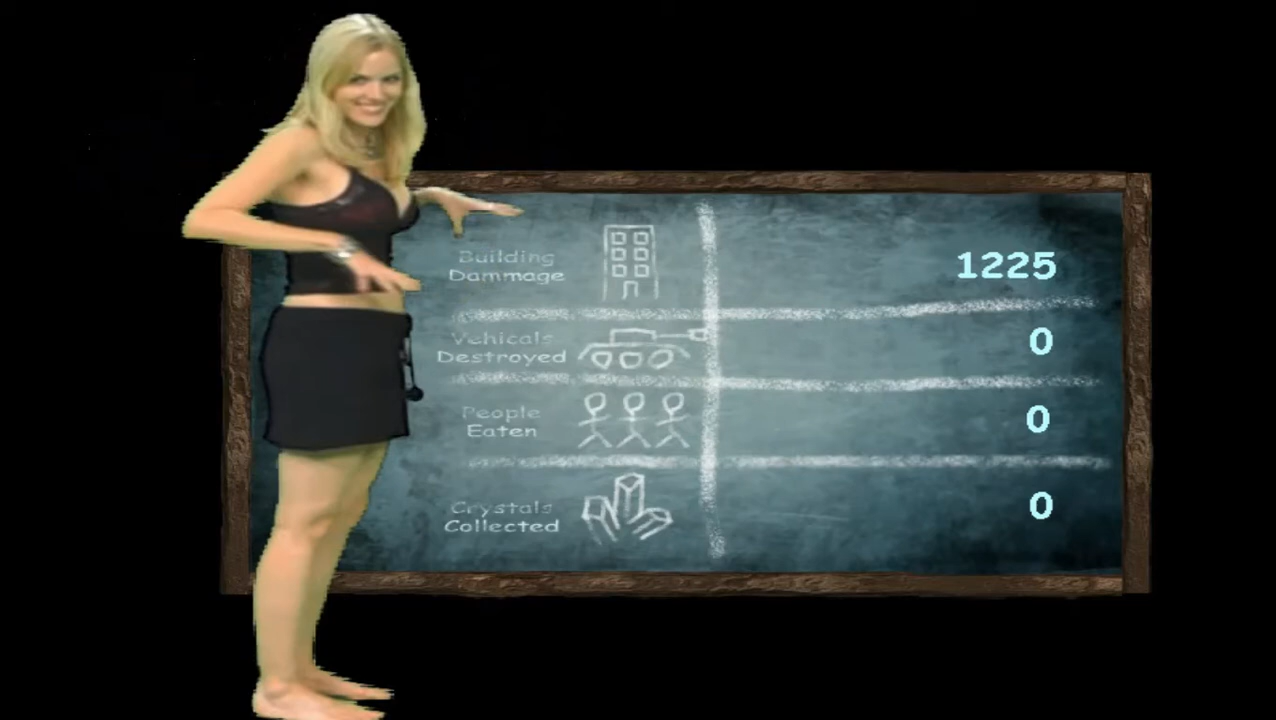 Building
Dammage
1225
Vehicals
Destroyed
0
People
Eaten
0
Crystals
Collected
0